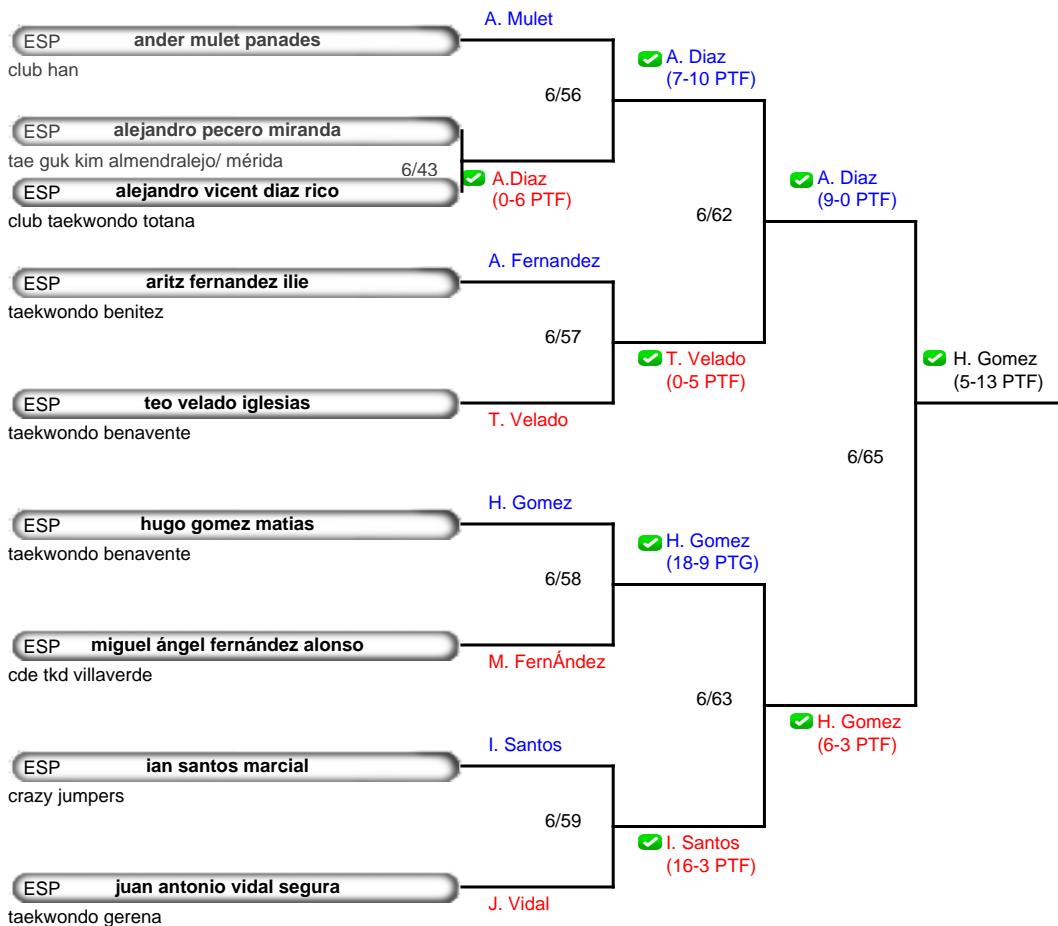 A. Mulet
ESP ander mulet panades
club han
A. Diaz
(7-10 PTF)
6/56
ESP alejandro pecero miranda
tae guk kim almendralejo/ mérida
6/43
A.Diaz
(0-6 PTF)
ESP alejandro vicent diaz rico
club taekwondo totana
A. Diaz
(9-0 PTF)
6/62
A. Fernandez
ESP aritz fernandez ilie
taekwondo benitez
6/57
T. Velado
(0-5 PTF)
ESP teo velado iglesias
taekwondo benavente
T. Velado
H. Gomez
(5-13 PTF)
6/65
H. Gomez
ESP hugo gomez matias
taekwondo benavente
H. Gomez
(18-9 PTG)
6/58
ESP miguel ángel fernández alonso
cde tkd villaverde
M. FernÁndez
6/63
H. Gomez
(6-3 PTF)
I. Santos
ESP ian santos marcial
crazy jumpers
6/59
I. Santos
(16-3 PTF)
ESP juan antonio vidal segura
taekwondo gerena
J. Vidal